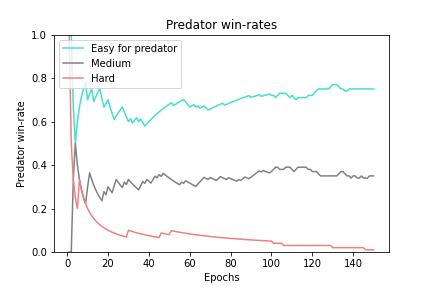 Predator win-rates
1.0
0.8
0.6
0.4
0.2
0.0
Predator win-rate
Easy for predator
Medium
Hard
0 20 40 60 80 100 120 140
Epochs